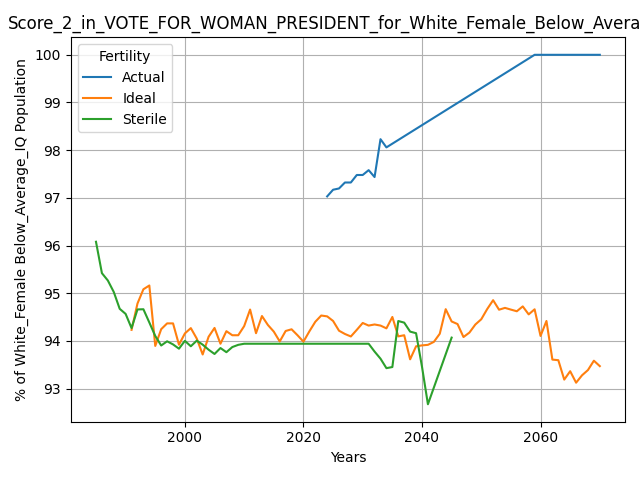 Score_2_in_VOTE_FOR_WOMAN_PRESIDENT_for_White_Female_Below_Avera
% of White_Female Below_Average_IQ Population
100
99
98
97
96
95
94
93
Fertility
Actual
Ideal
Sterile
2000
2020
2040
2060
Years